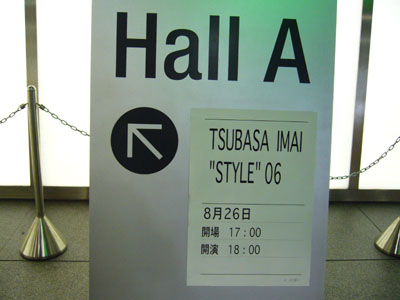 Hall A
TSUBASA IMAI
"STYLE" 06
8月26日
開場 17:00
開演 18:00